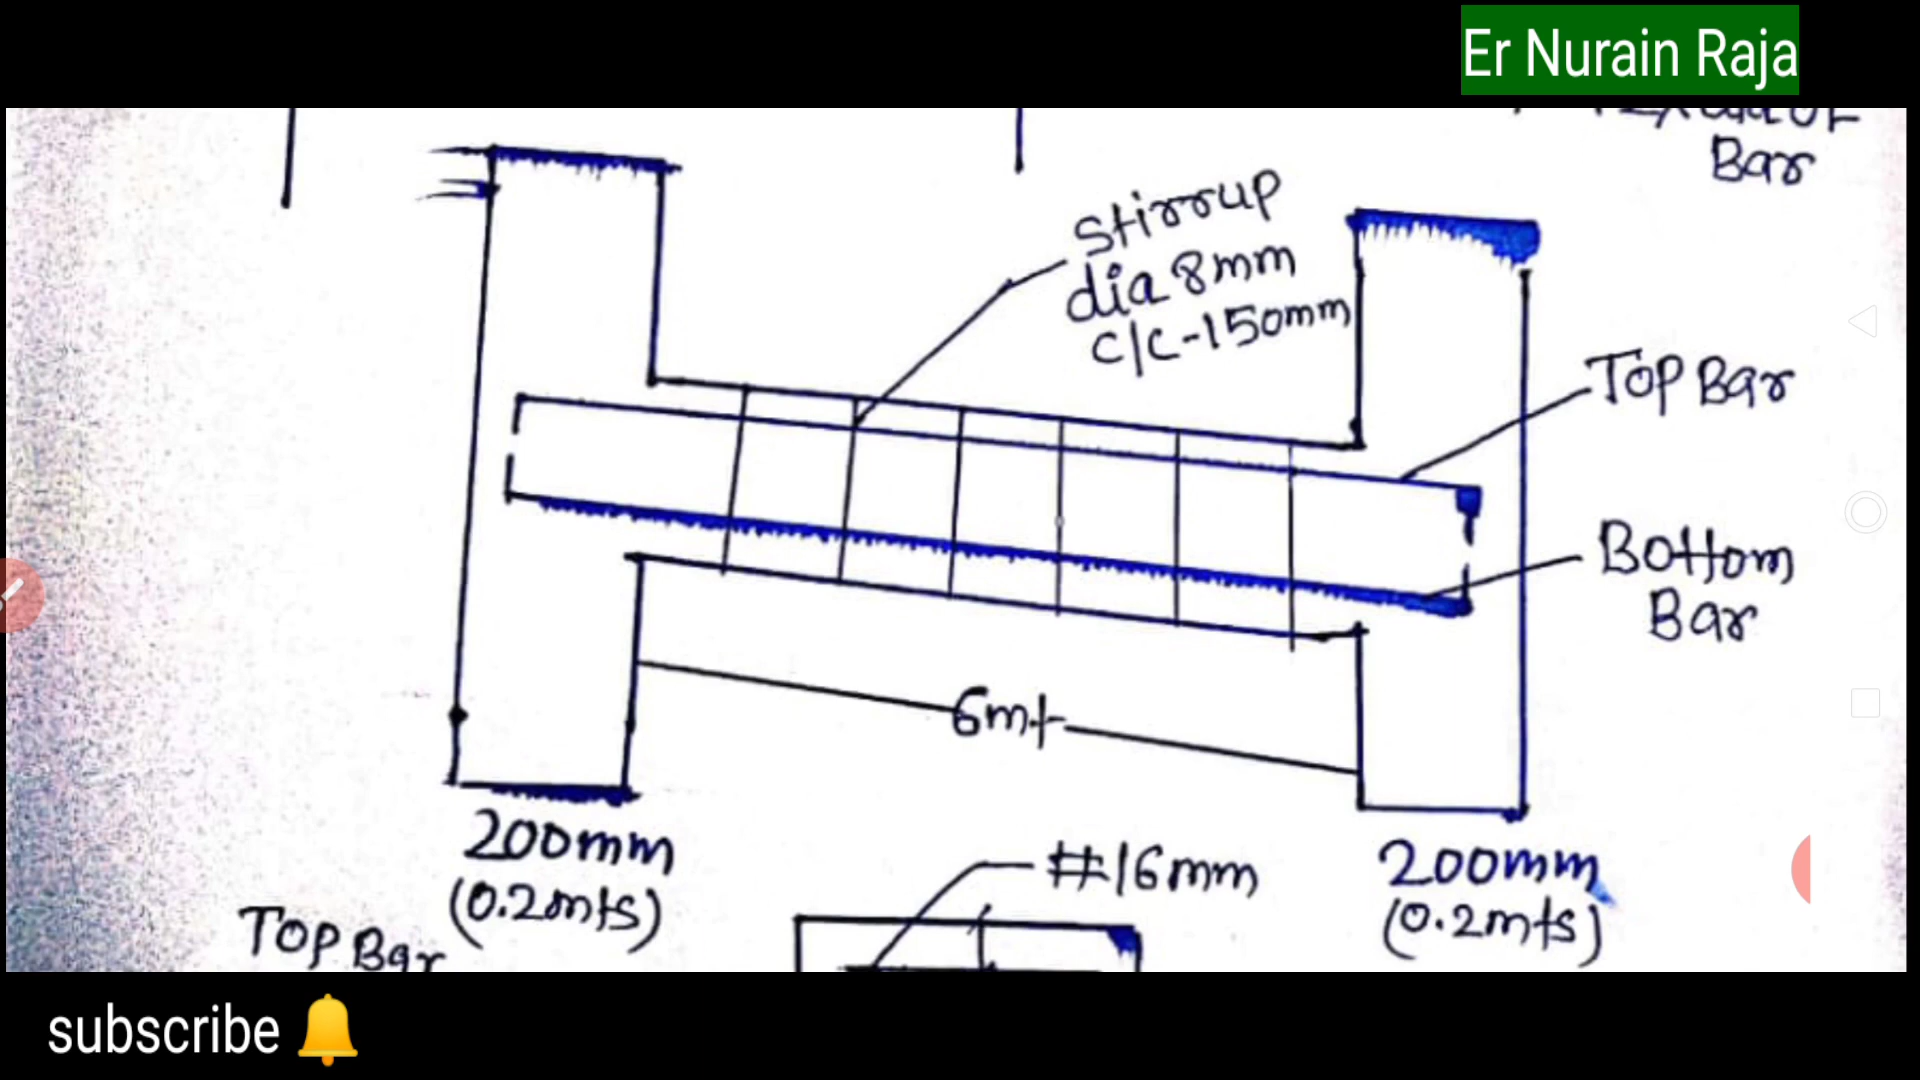 Er Nurain Raja
Bar
Stirrup
dia 8mm
c/c-150mm
Top Bar
Bottom
Bar
6mt
200mm
(0.2mts)
#16mm
200mm
(0.2mts)
Top Bar
subscribe